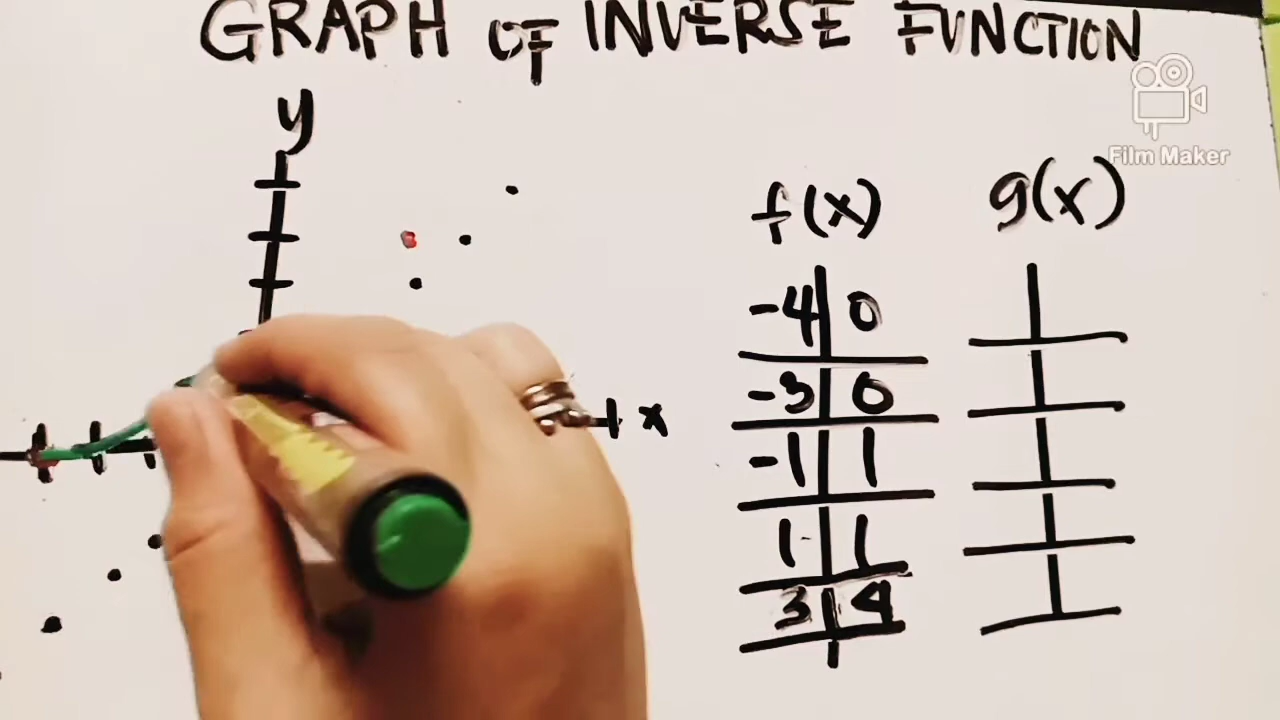 GRAPH OF INVERSE FUNCTION
Film Maker
y
x
f(x) g(x)
-4 0
-3 0
-1 1
1 1
3 4